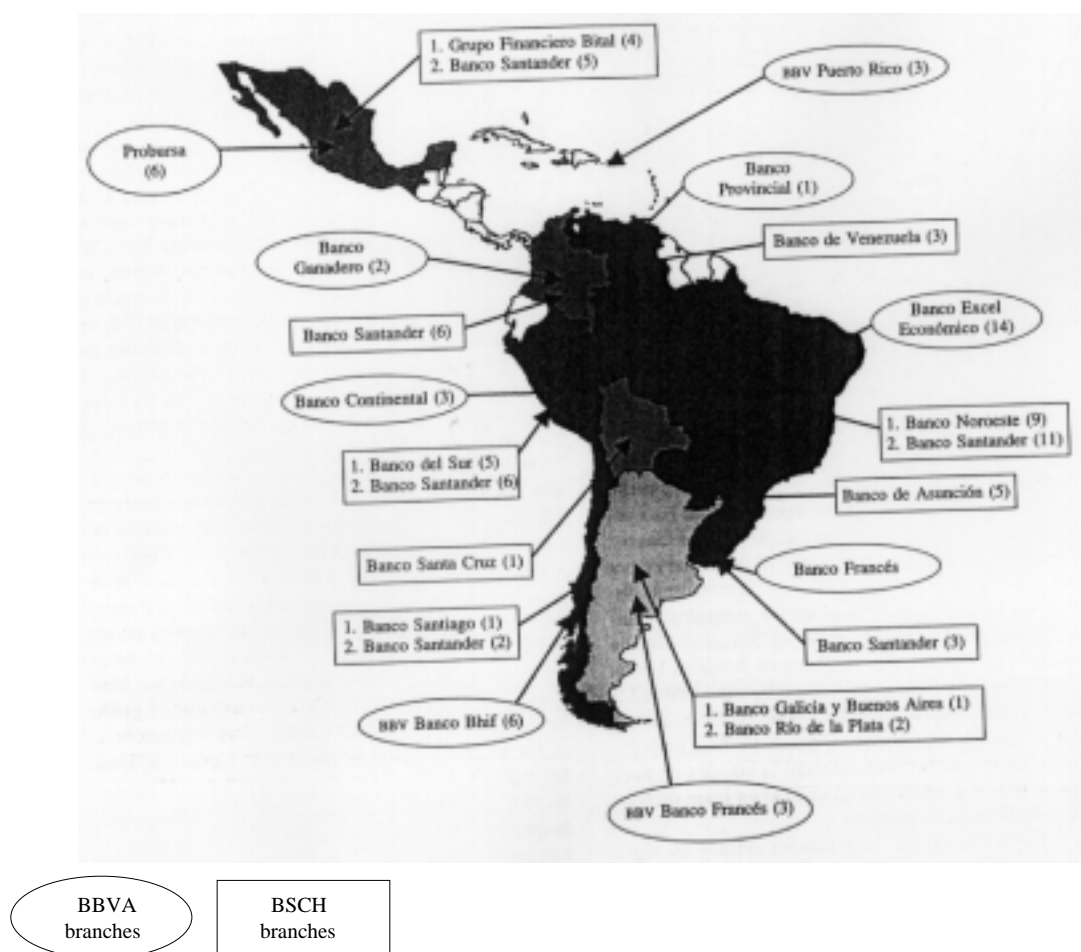 1. Grupo Financiero Bital (4)
2. Banco Santander (5)
BBV Puerto Rico (3)
Probursa
(6)
Banco
Provincial (1)
Banco
Ganadero (2)
Banco de Venezuela (3)
Banco Excel
Económico (14)
Banco Santander (6)
Banco Continental (3)
1. Banco Noroeste (9)
2. Banco Santander (11)
1. Banco del Sur (5)
2. Banco Santander (6)
Banco de Asunción (5)
Banco Santa Cruz (1)
Banco Francés
1. Banco Santiago (1)
2. Banco Santander (2)
Banco Santander (3)
BBV Banco Bhif (6)
1. Banco Galicia y Buenos Airea (1)
2. Banco Río de la Plata (2)
BBV Banco Francés (3)
BBVA
branches
BSCH
branches